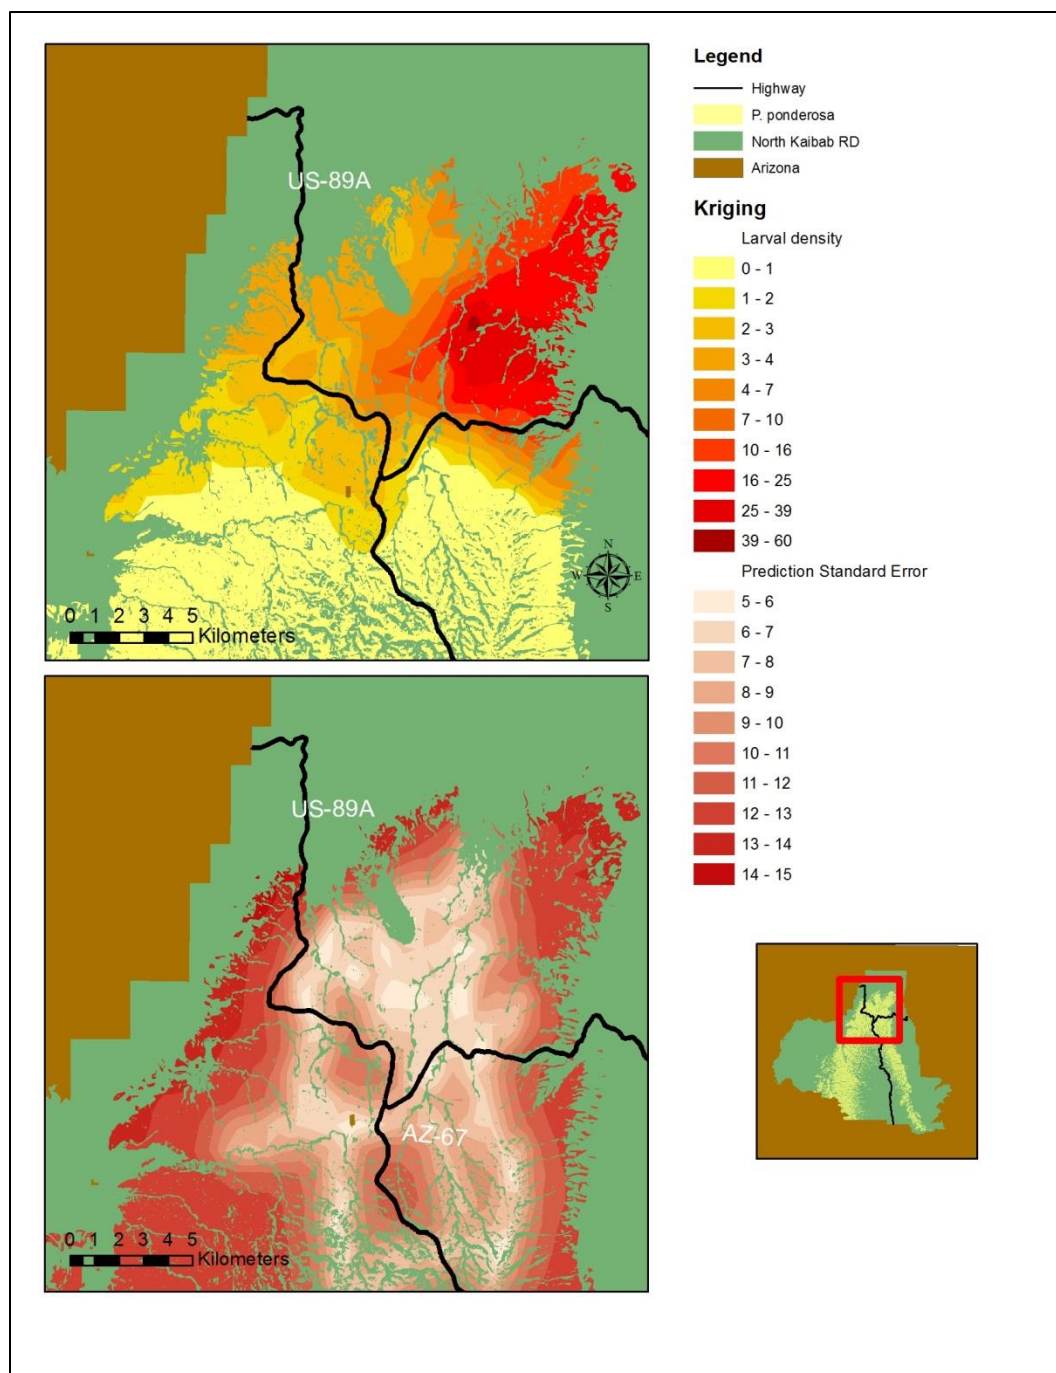 US-89A
N
W E
S
0 1 2 3 4 5
Kilometers
US-89A
AZ-67
0 1 2 3 4 5
Kilometers
Legend
Highway
P. ponderosa
North Kaibab RD
Arizona
Kriging
Larval density
0 - 1
1 - 2
2 - 3
3 - 4
4 - 7
7 - 10
10 - 16
16 - 25
25 - 39
39 - 60
Prediction Standard Error
5 - 6
6 - 7
7 - 8
8 - 9
9 - 10
10 - 11
11 - 12
12 - 13
13 - 14
14 - 15